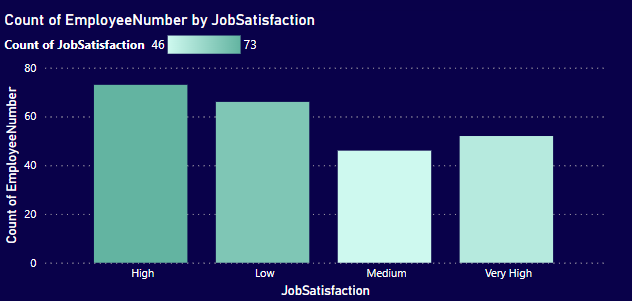 Count of EmployeeNumber by JobSatisfaction
Count of JobSatisfaction 46 73
Count of EmployeeNumber
80
60
40
20
0
High Low Medium Very High
JobSatisfaction